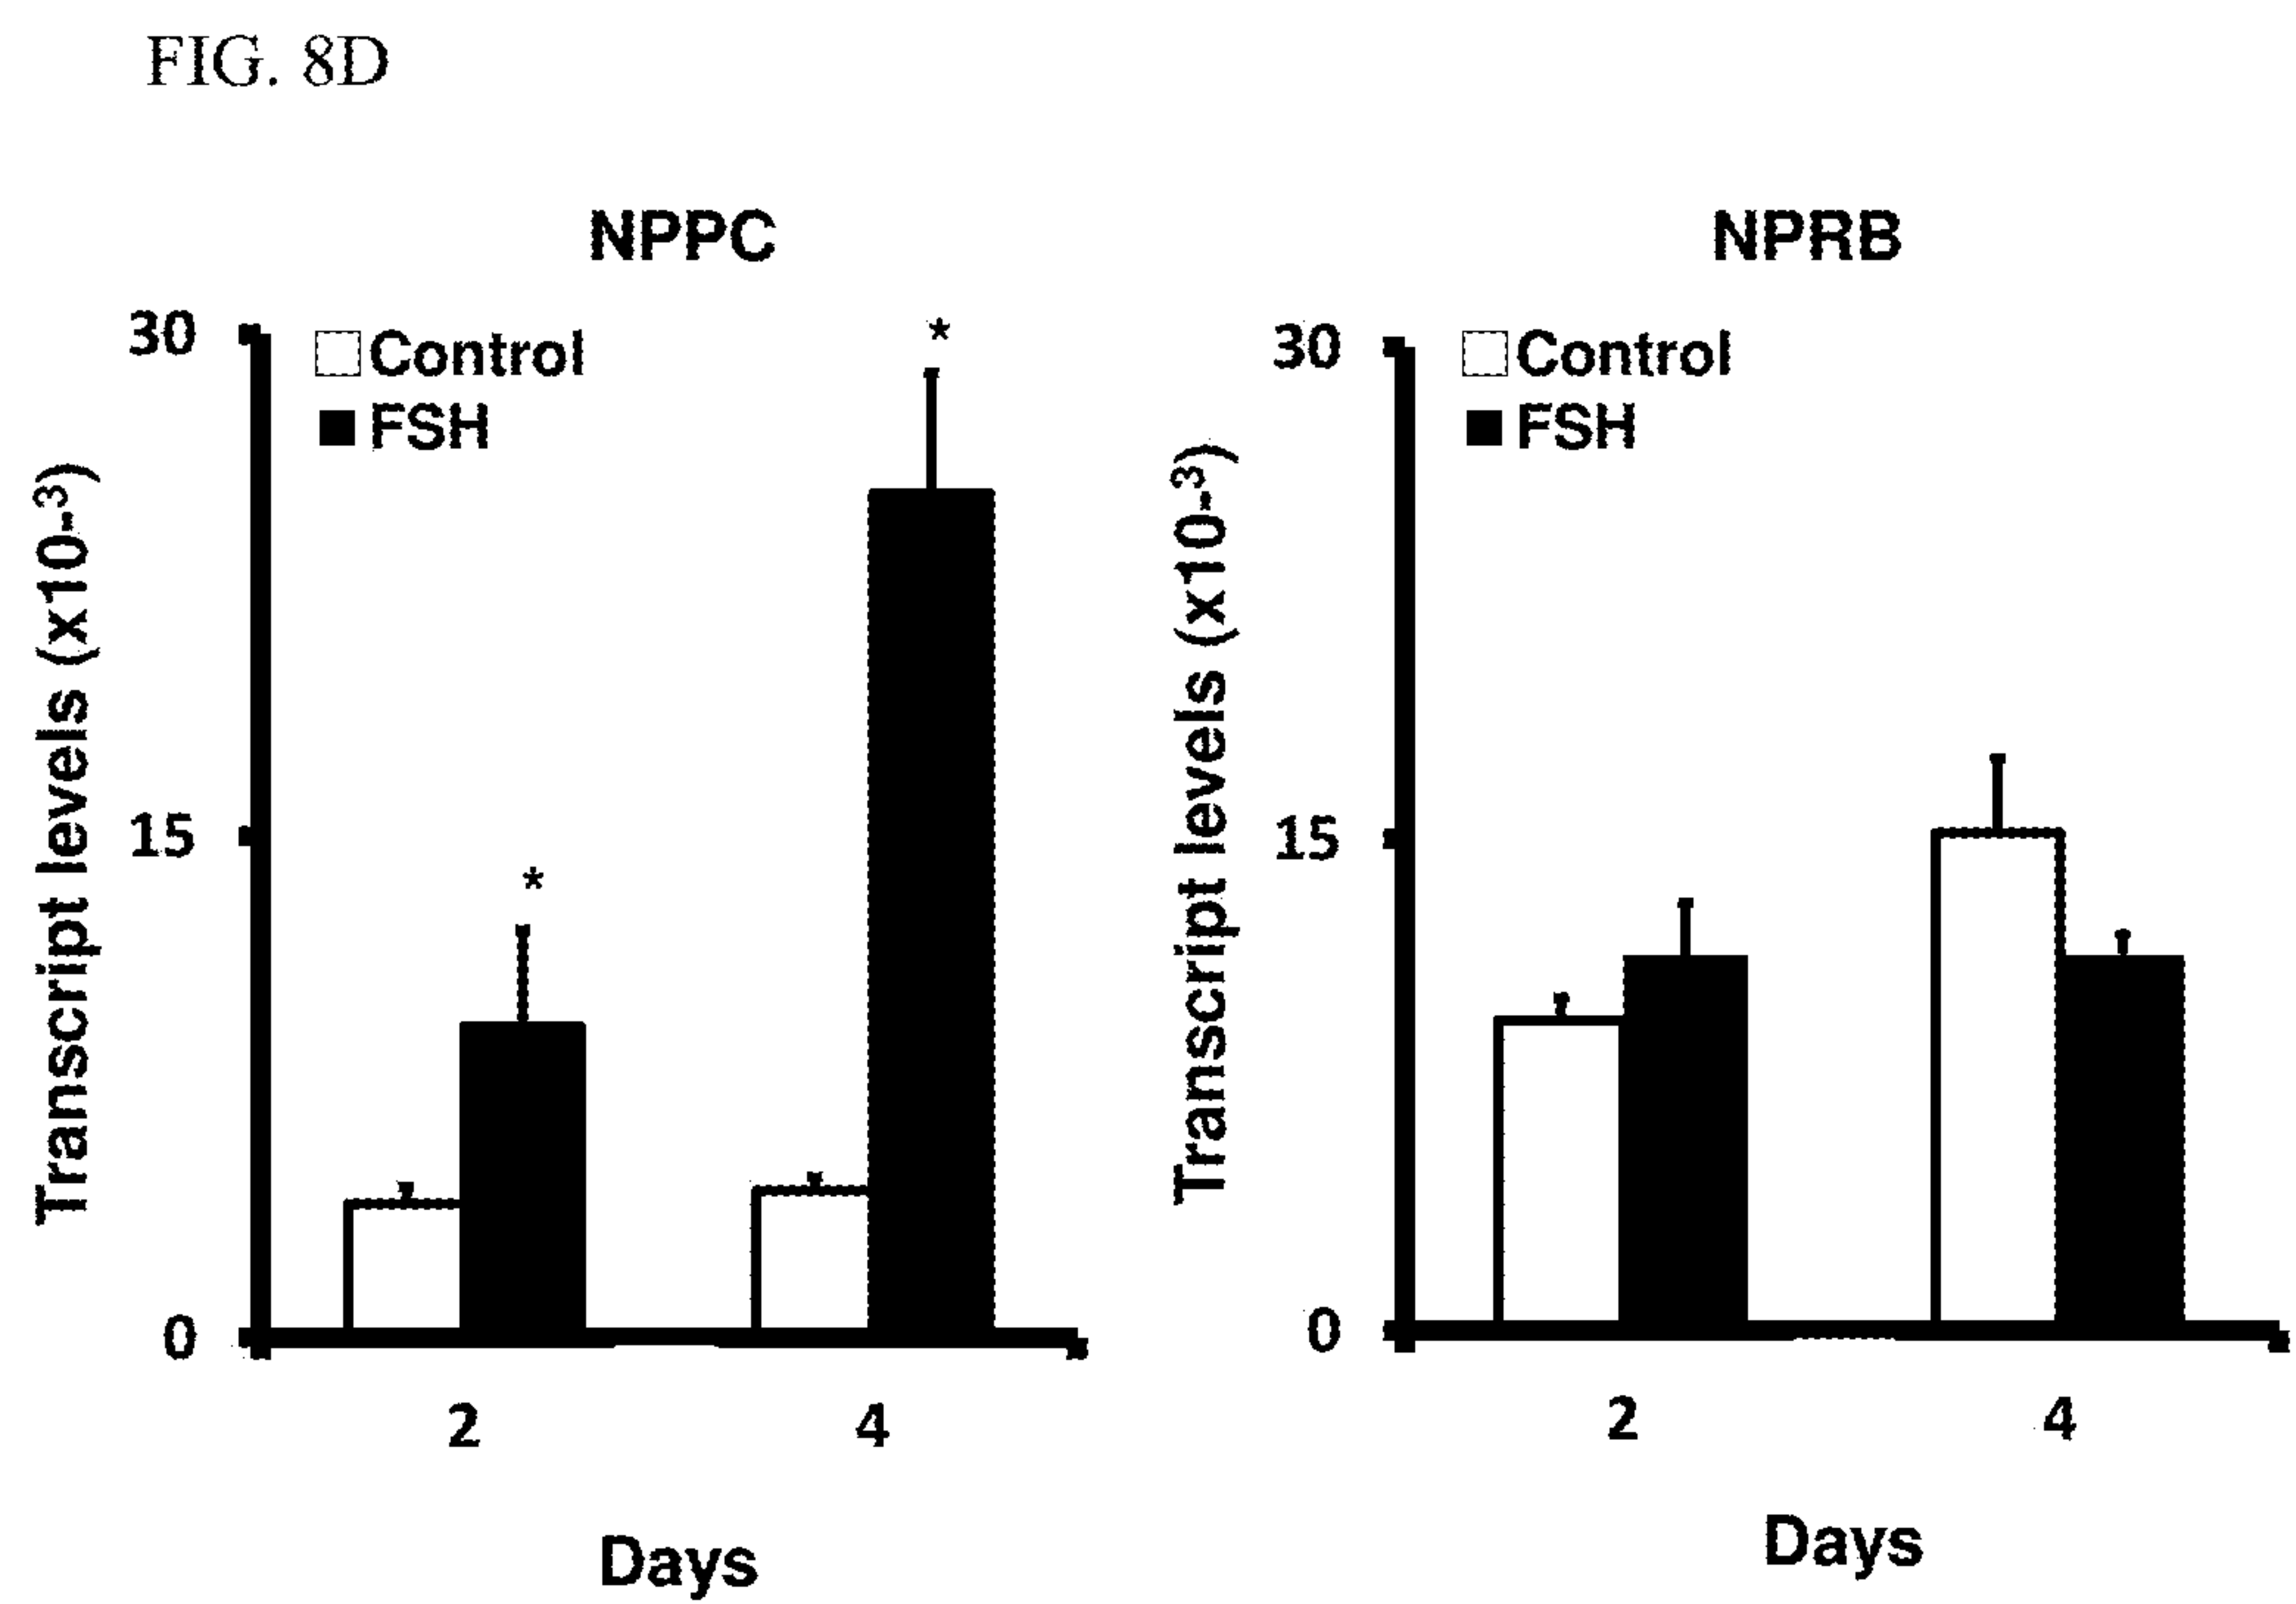 FIG. 8D
NPPC
Transcript levels (x10-³)
30
15
0
Control
FSH
*
*
2
4
Days
NPRB
Transcript levels (x10-³)
30
15
0
Control
FSH
2
4
Days